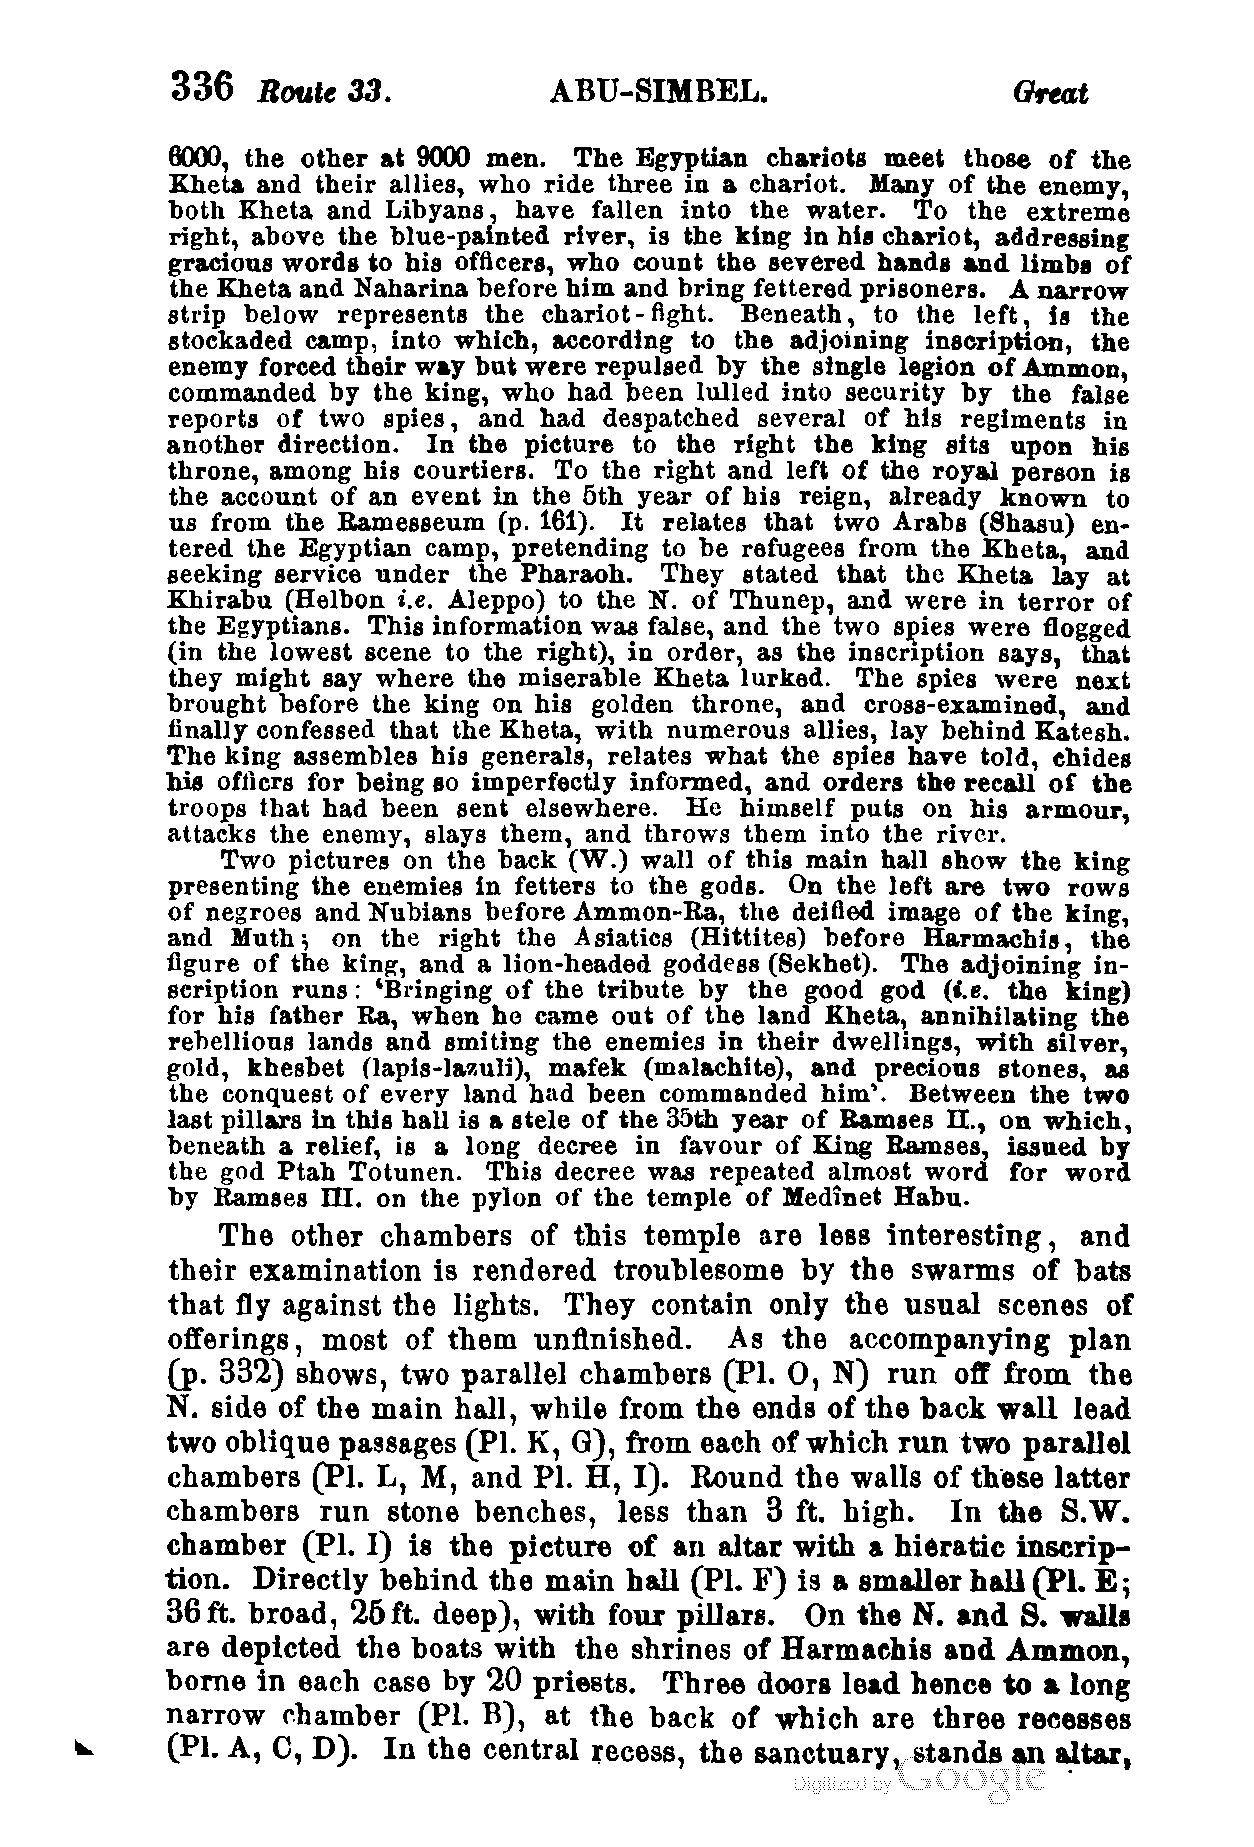 336 Route 33. ABU-SIMBEL. Great
6000, the other at 9000 men. The Egyptian chariots meet those of the
Kheta and their allies, who ride three in a chariot. Many of the enemy,
both Kheta and Libyans, have fallen into the water. To the extreme
right, above the blue-painted river, is the king in his chariot, addressing
gracious words to his officers, who count the severed hands and limbs of
the Kheta and Naharina before him and bring fettered prisoners. A narrow
strip below represents the chariot-fight. Beneath, to the left, is the
stockaded camp, into which, according to the adjoining inscription, the
enemy forced their way but were repulsed by the single legion of Ammon,
commanded by the king, who had been lulled into security by the false
reports of two spies, and had despatched several of his regiments in
another direction. In the picture to the right the king sits upon his
throne, among his courtiers. To the right and left of the royal person is
the account of an event in the 5th year of his reign, already known to
us from the Ramesseum (p. 161). It relates that two Arabs (Shasu) en-
tered the Egyptian camp, pretending to be refugees from the Kheta, and
seeking service under the Pharaoh. They stated that the Kheta lay at
Khirabu (Helbon i.e. Aleppo) to the N. of Thunep, and were in terror of
the Egyptians. This information was false, and the two spies were flogged
(in the lowest scene to the right), in order, as the inscription says, that
they might say where the miserable Kheta lurked. The spies were next
brought before the king on his golden throne, and cross-examined, and
finally confessed that the Kheta, with numerous allies, lay behind Katesh.
The king assembles his generals, relates what the spies have told, chides
his officrs for being so imperfectly informed, and orders the recall of the
troops that had been sent elsewhere. He himself puts on his armour,
attacks the enemy, slays them, and throws them into the river.
Two pictures on the back (W.) wall of this main hall show the king
presenting the enemies in fetters to the gods. On the left are two rows
of negroes and Nubians before Ammon-Ra, the deified image of the king,
and Muth; on the right the Asiatics (Hittites) before Harmachis, the
figure of the king, and a lion-headed goddess (Sekhet). The adjoining in-
scription runs: 'Bringing of the tribute by the good god (i.e. the king)
for his father Ra, when he came out of the land Kheta, annihilating the
rebellious lands and smiting the enemies in their dwellings, with silver,
gold, khesbet (lapis-lazuli), mafek (malachite), and precious stones, as
the conquest of every land had been commanded him'. Between the two
last pillars in this hall is a stele of the 35th year of Ramses II., on which,
beneath a relief, is a long decree in favour of King Ramses, issued by
the god Ptah Totunen. This decree was repeated almost word for word
by Ramses III. on the pylon of the temple of Medînet Habu.
The other chambers of this temple are less interesting, and
their examination is rendered troublesome by the swarms of bats
that fly against the lights. They contain only the usual scenes of
offerings, most of them unfinished. As the accompanying plan
(p. 332) shows, two parallel chambers (Pl. O, N) run off from the
N. side of the main hall, while from the ends of the back wall lead
two oblique passages (Pl. K, G), from each of which run two parallel
chambers (Pl. L, M, and Pl. H, I). Round the walls of these latter
chambers run stone benches, less than 3 ft. high. In the S.W.
chamber (Pl. I) is the picture of an altar with a hieratic inscrip-
tion. Directly behind the main hall (Pl. F) is a smaller hall (Pl. E;
36 ft. broad, 25 ft. deep), with four pillars. On the N. and S. walls
are depicted the boats with the shrines of Harmachis and Ammon,
borne in each case by 20 priests. Three doors lead hence to a long
narrow chamber (Pl. B), at the back of which are three recesses
(Pl. A, C, D). In the central recess, the sanctuary, stands an altar,
Digitized by Google